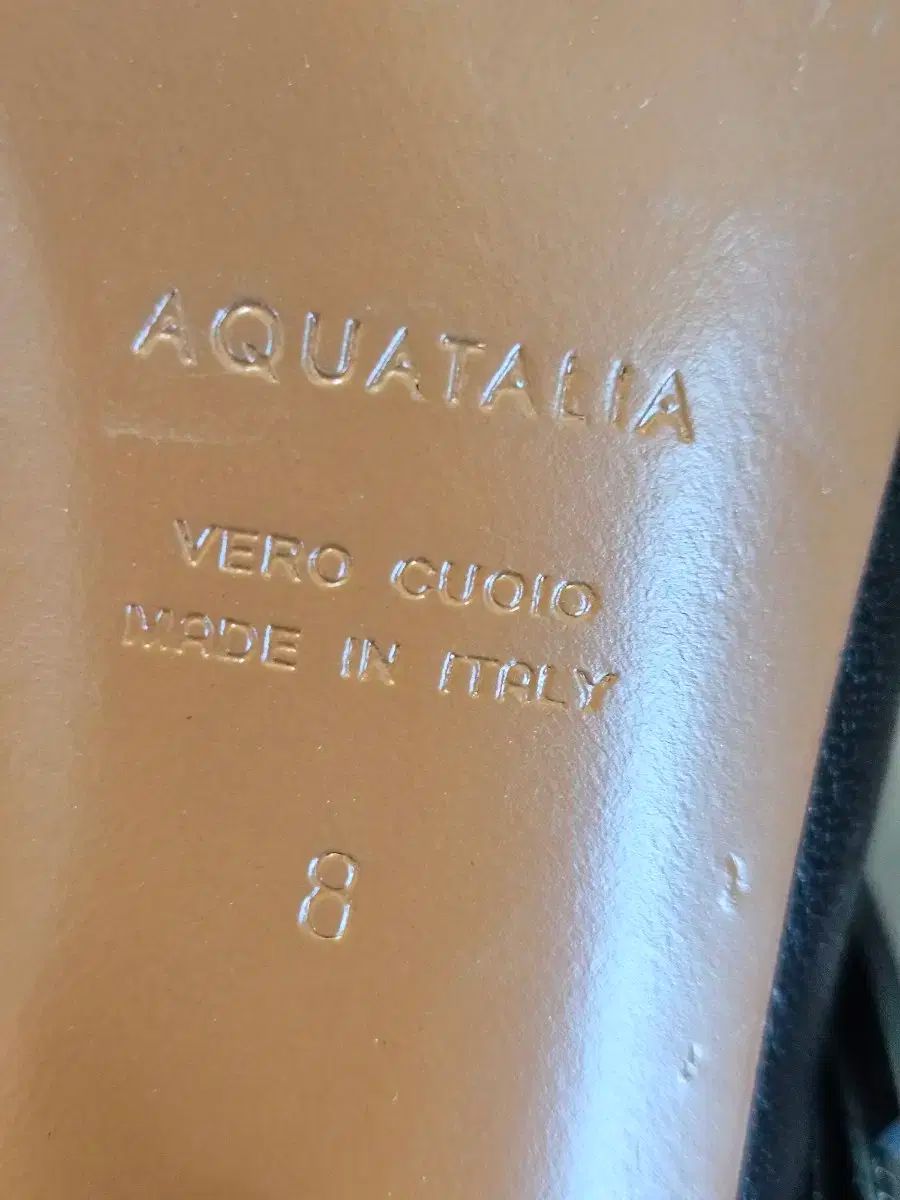 AQUATALIA
VERO CUOIO
MADE IN ITALY
8